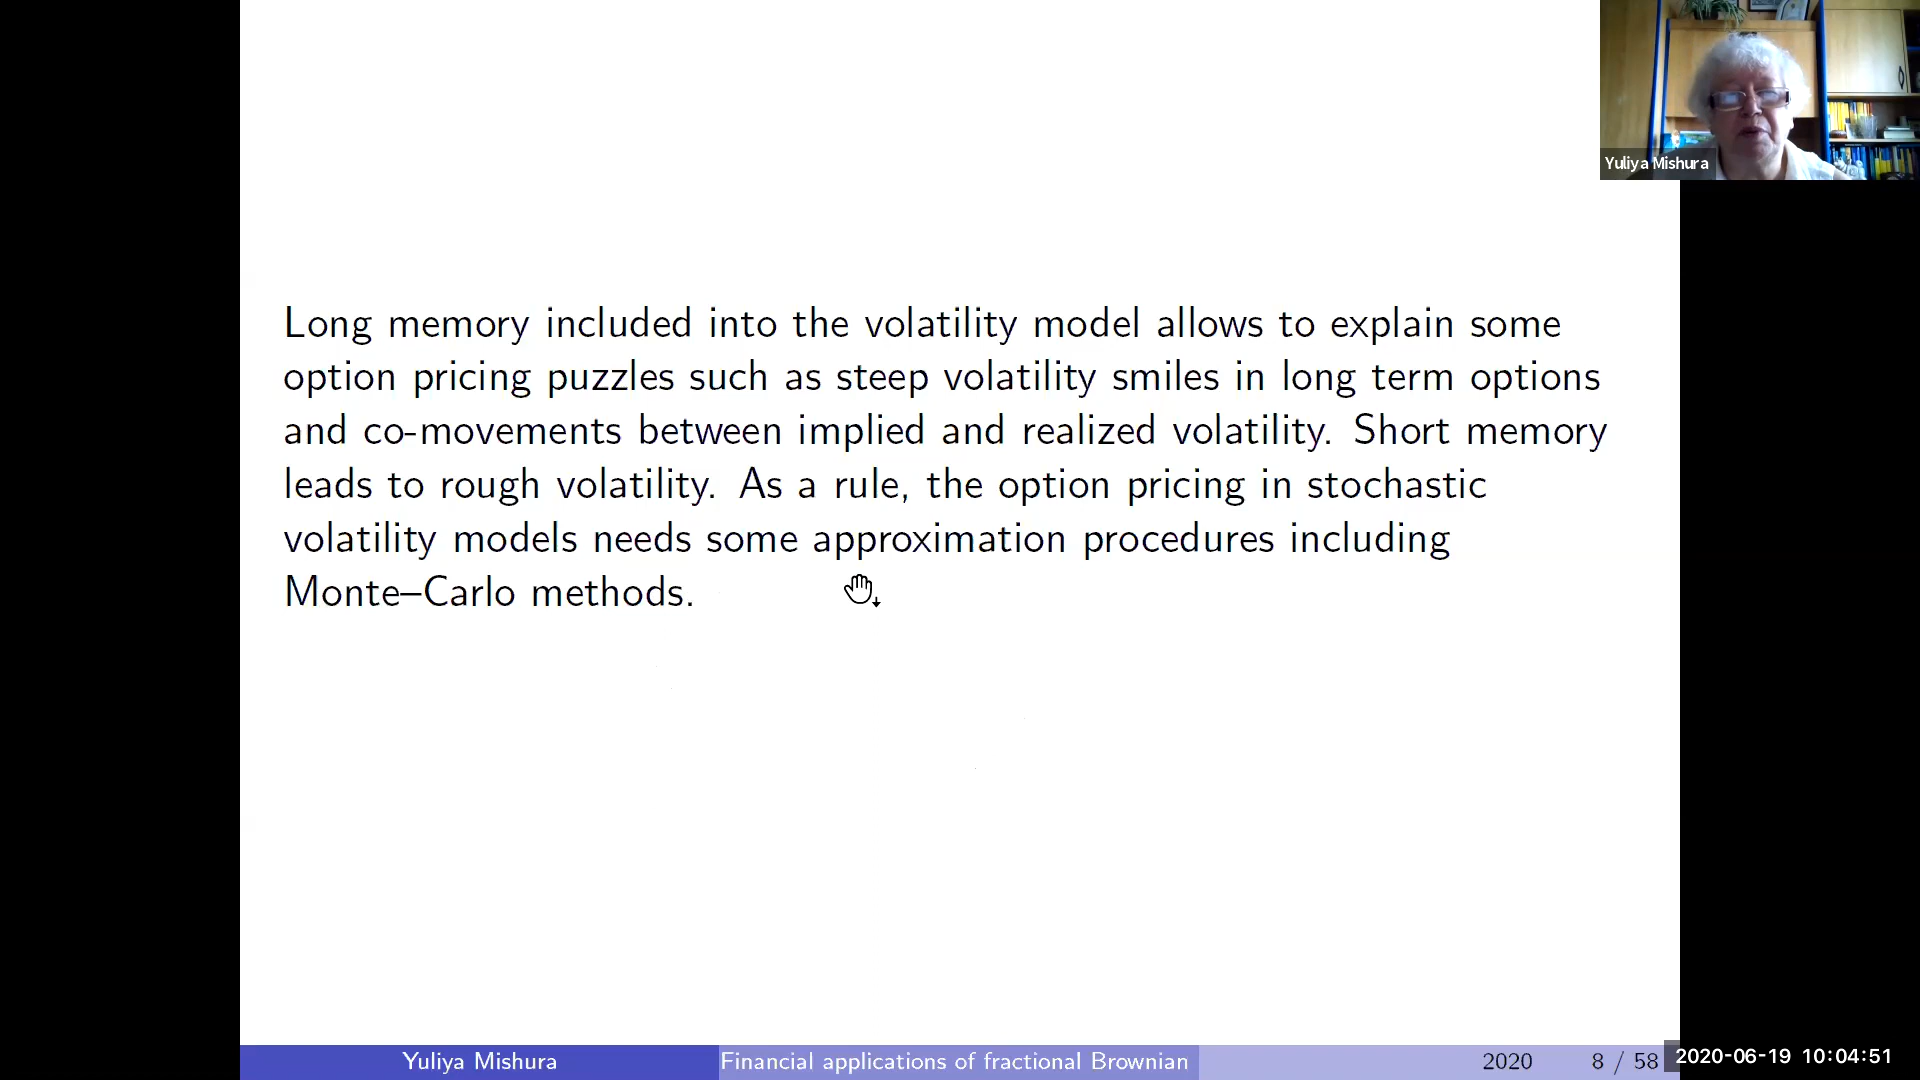 Yuliya Mishura
Long memory included into the volatility model allows to explain some
option pricing puzzles such as steep volatility smiles in long term options
and co-movements between implied and realized volatility. Short memory
leads to rough volatility. As a rule, the option pricing in stochastic
volatility models needs some approximation procedures including
Monte–Carlo methods.
Yuliya Mishura
Financial applications of fractional Brownian
2020
8 / 58
2020-06-19 10:04:51